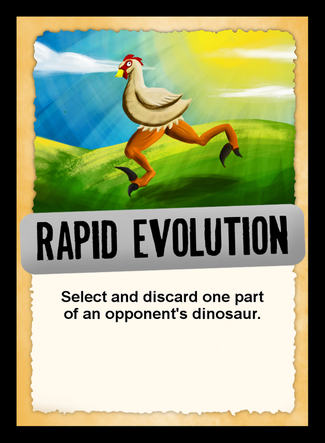 RAPID EVOLUTION
Select and discard one part
of an opponent's dinosaur.